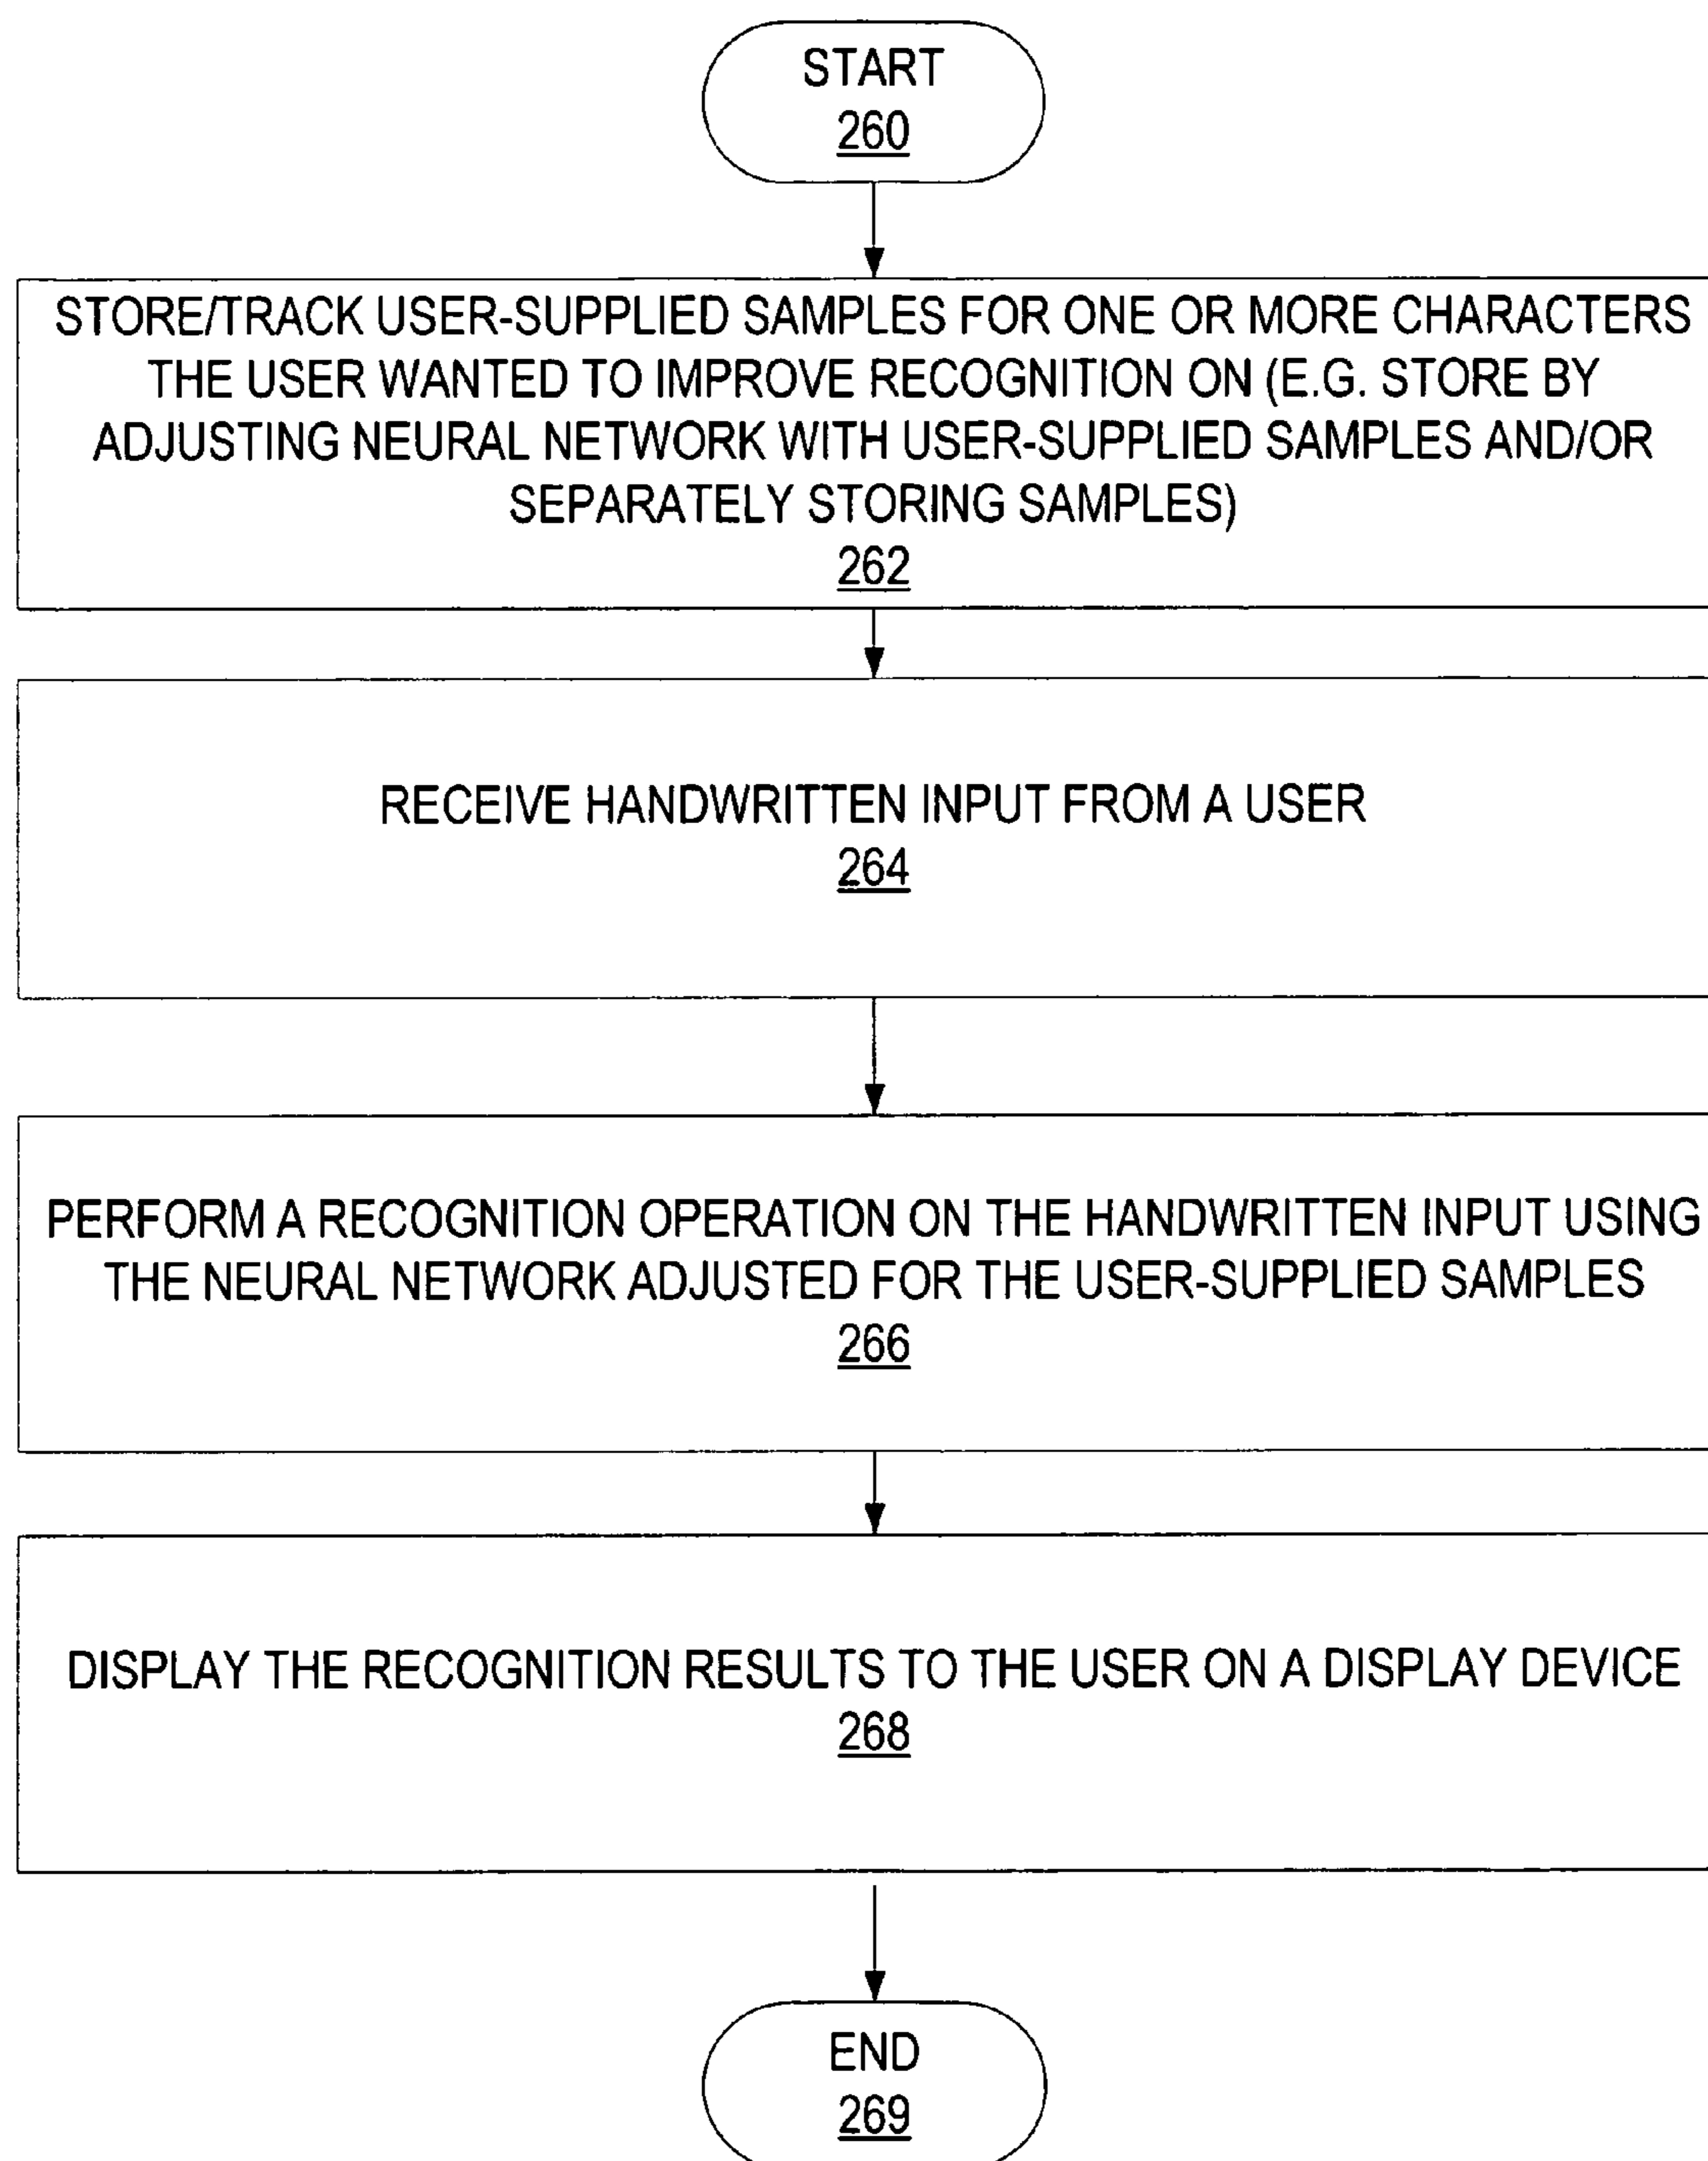 START
260
STORE/TRACK USER-SUPPLIED SAMPLES FOR ONE OR MORE CHARACTERS
THE USER WANTED TO IMPROVE RECOGNITION ON (E.G. STORE BY
ADJUSTING NEURAL NETWORK WITH USER-SUPPLIED SAMPLES AND/OR
SEPARATELY STORING SAMPLES)
262
RECEIVE HANDWRITTEN INPUT FROM A USER
264
PERFORM A RECOGNITION OPERATION ON THE HANDWRITTEN INPUT USING
THE NEURAL NETWORK ADJUSTED FOR THE USER-SUPPLIED SAMPLES
266
DISPLAY THE RECOGNITION RESULTS TO THE USER ON A DISPLAY DEVICE
268
END
269